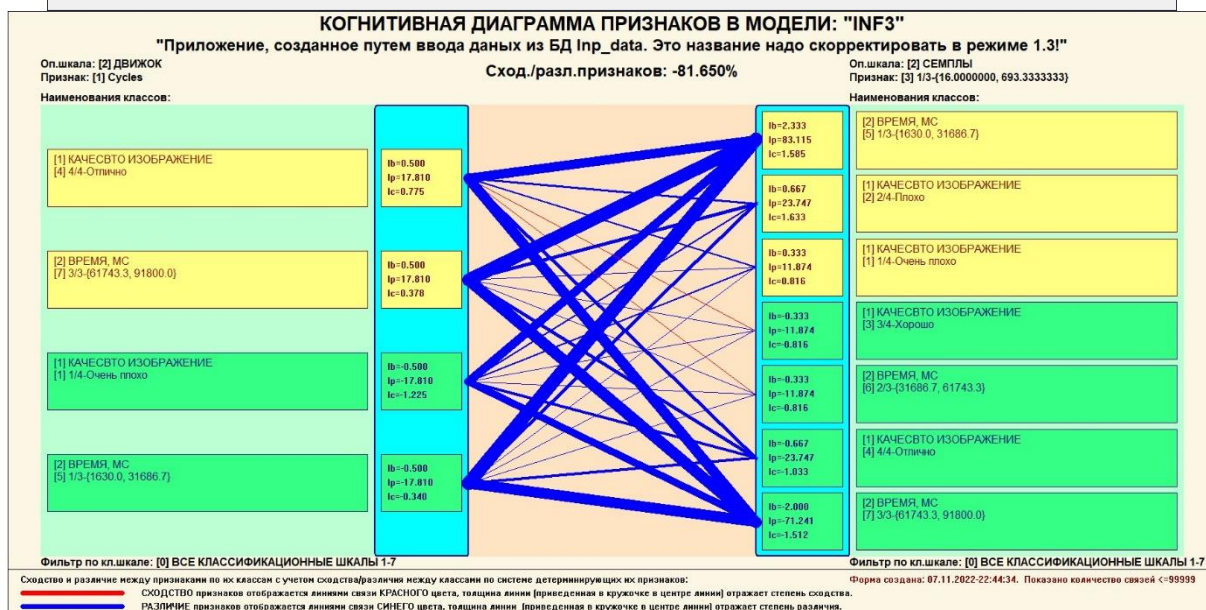 КОГНИТИВНАЯ ДИАГРАММА ПРИЗНАКОВ В МОДЕЛИ: "INF3"
"Приложение, созданное путем ввода даных из БД Inp_data. Это название надо скорректировать в режиме 1.3!"
Оп.шкала: [2] ДВИЖОК
Признак: [1] Cycles
Сход./разл.признаков: -81.650%
Оп.шкала: [2] СЕМПЛЫ
Признак: [3] 1/3-{16.0000000, 693.3333333}
Наименования классов:
[1] КАЧЕСВТО ИЗОБРАЖЕНИЕ
[4] 4/4-Отлично
Ib=0.500
Ip=17.810
Ic=0.775
[2] ВРЕМЯ, МС
[7] 3/3-{61743.3, 91800.0}
Ib=0.500
Ip=17.810
Ic=0.378
[1] КАЧЕСВТО ИЗОБРАЖЕНИЕ
[1] 1/4-Очень плохо
Ib=-0.500
Ip=-17.810
Ic=-1.225
[2] ВРЕМЯ, МС
[5] 1/3-{1630.0, 31686.7}
Ib=-0.500
Ip=-17.810
Ic=-0.340
Наименования классов:
Ib=2.333
Ip=83.115
Ic=1.585
[2] ВРЕМЯ, МС
[5] 1/3-{1630.0, 31686.7}
Ib=0.667
Ip=23.747
Ic=1.633
[1] КАЧЕСВТО ИЗОБРАЖЕНИЕ
[2] 2/4-Плохо
Ib=0.333
Ip=11.874
Ic=0.816
[1] КАЧЕСВТО ИЗОБРАЖЕНИЕ
[1] 1/4-Очень плохо
Ib=-0.333
Ip=-11.874
Ic=-0.816
[1] КАЧЕСВТО ИЗОБРАЖЕНИЕ
[3] 3/4-Хорошо
Ib=-0.333
Ip=-11.874
Ic=-0.816
[2] ВРЕМЯ, МС
[6] 2/3-{31686.7, 61743.3}
Ib=-0.667
Ip=-23.747
Ic=-1.033
[1] КАЧЕСВТО ИЗОБРАЖЕНИЕ
[4] 4/4-Отлично
Ib=-2.000
Ip=-71.241
Ic=-1.512
[2] ВРЕМЯ, МС
[7] 3/3-{61743.3, 91800.0}
Фильтр по кл.шкале: [0] ВСЕ КЛАССИФИКАЦИОННЫЕ ШКАЛЫ 1-7
Фильтр по кл.шкале: [0] ВСЕ КЛАССИФИКАЦИОННЫЕ ШКАЛЫ 1-7
Сходство и различие между признаками по их классам с учетом сходства/различия между классами по системе детерминирующих их признаков:
Форма создана: 07.11.2022-22:44:34. Показано количество связей <=99999
СХОДСТВО признаков отображается линиями связи КРАСНОГО цвета, толщина линии (приведенная в кружочке в центре линии) отражает степень сходства.
РАЗЛИЧИЕ признаков отображается линиями связи СИНЕГО цвета, толщина линии (приведенная в кружочке в центре линии) отражает степень различия.